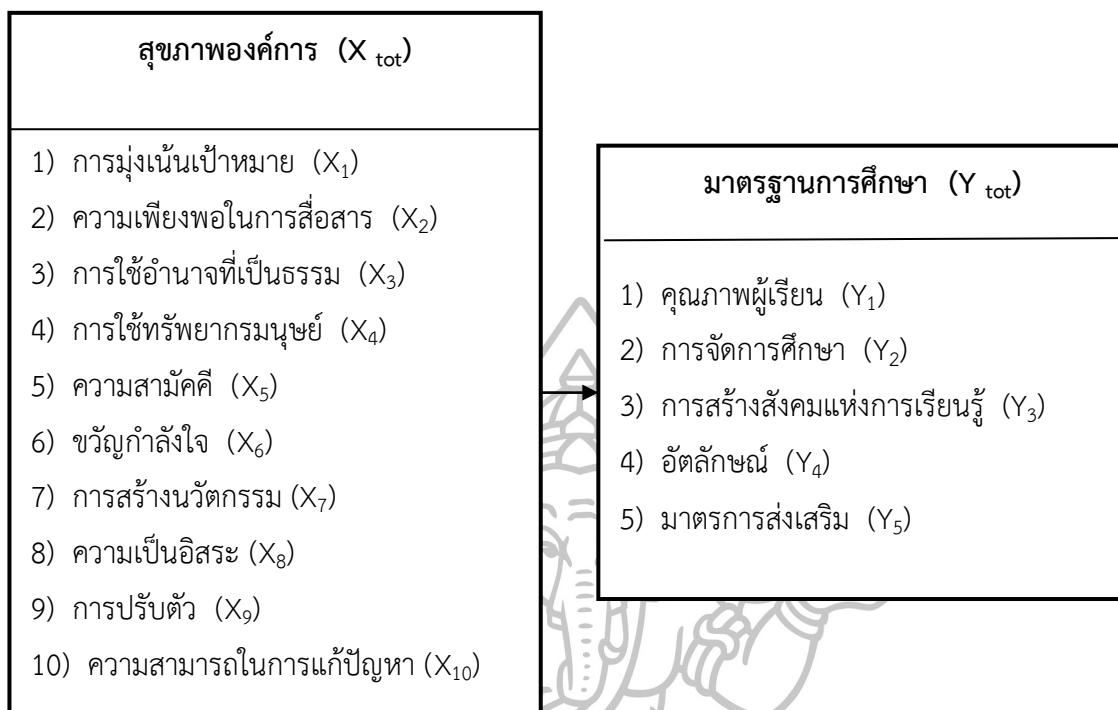 สุขภาพองค์การ (X tot)
1) การมุ่งเน้นเป้าหมาย (X1)
2) ความเพียงพอในการสื่อสาร (X2)
3) การใช้อำนาจที่เป็นธรรม (X3)
4) การใช้ทรัพยากรมนุษย์ (X4)
5) ความสามัคคี (X5)
6) ขวัญกำลังใจ (X6)
7) การสร้างนวัตกรรม (X7)
8) ความเป็นอิสระ (X8)
9) การปรับตัว (X9)
10) ความสามารถในการแก้ปัญหา (X10)
มาตรฐานการศึกษา (Y tot)
1) คุณภาพผู้เรียน (Y1)
2) การจัดการศึกษา (Y2)
3) การสร้างสังคมแห่งการเรียนรู้ (Y3)
4) อัตลักษณ์ (Y4)
5) มาตรการส่งเสริม (Y5)